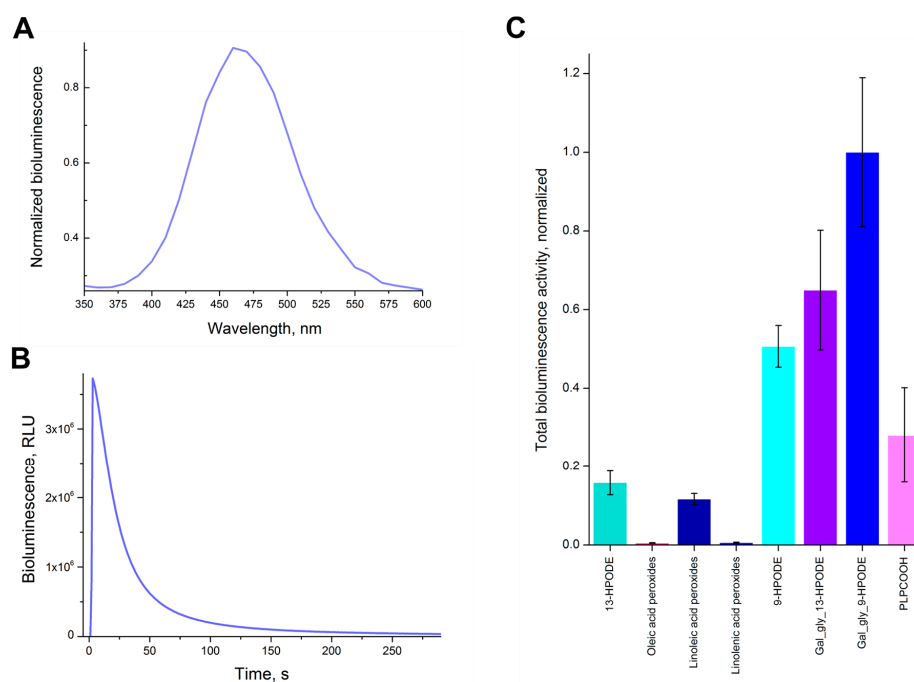 A
Normalized bioluminescence
0.8
0.6
0.4
350 375 400 425 450 475 500 525 550 575 600
Wavelength, nm
B
Bioluminescence, RLU
3x10⁶
2x10⁶
1x10⁶
0
0 50 100 150 200 250
Time, s
C
Total bioluminescence activity, normalized
1.2
1.0
0.8
0.6
0.4
0.2
0.0
13-HPODE
Oleic acid peroxides
Linoleic acid peroxides
Linolenic acid peroxides
9-HPODE
Gal_gly_13-HPODE
Gal_gly_9-HPODE
PLPCOOH